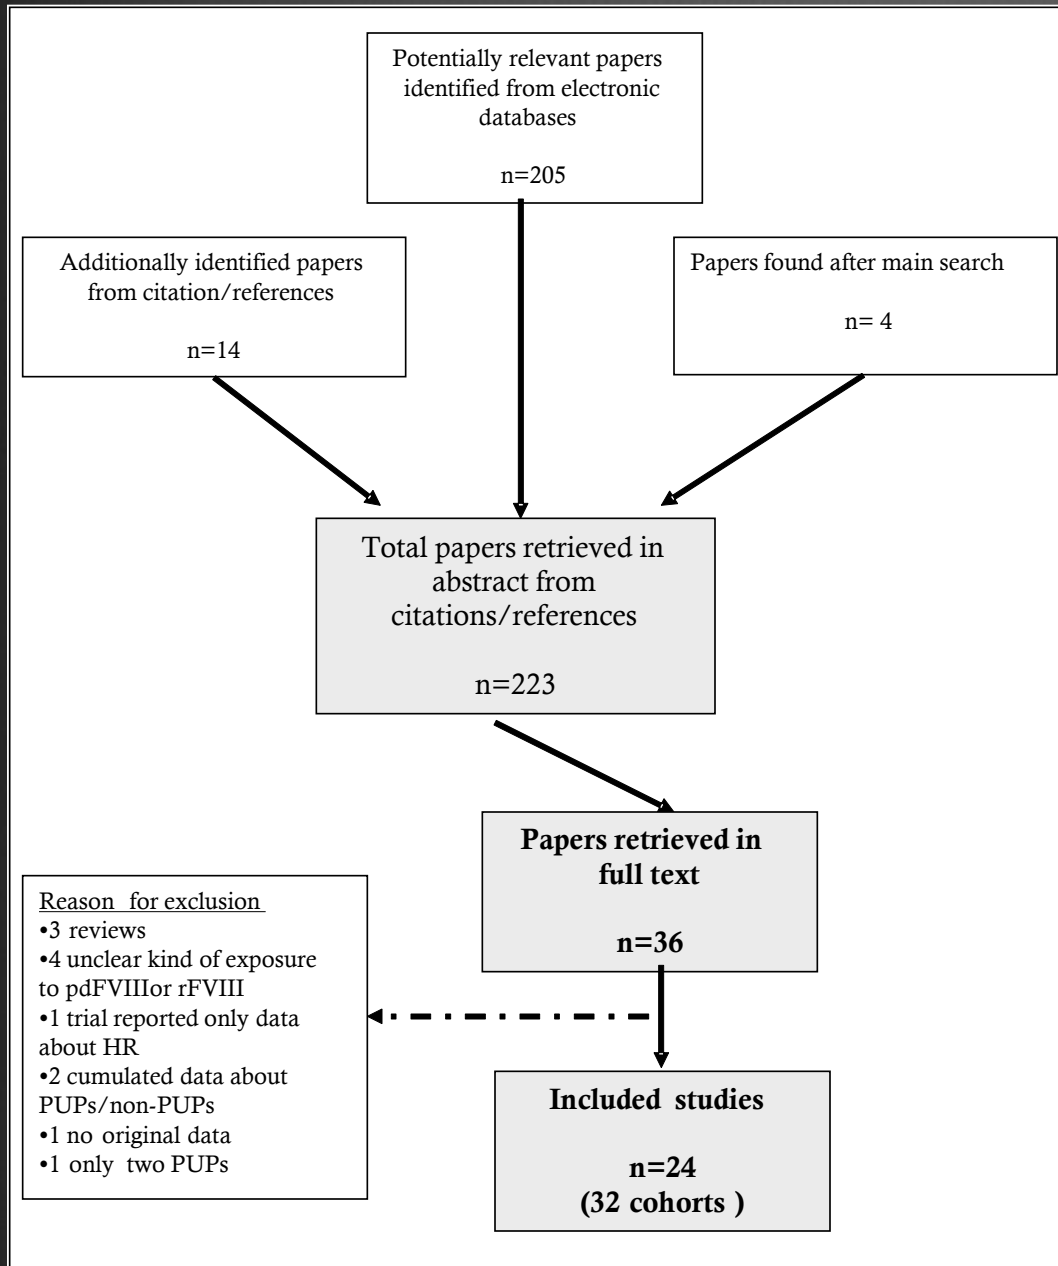 Potentially relevant papers
identified from electronic
databases
n=205
Additionally identified papers
from citation/references
n=14
Papers found after main search
n= 4
Total papers retrieved in
abstract from
citations/references
n=223
Papers retrieved in
full text
n=36
Reason for exclusion
•3 reviews
•4 unclear kind of exposure
to pdFVIIIor rFVIII
•1 trial reported only data
about HR
•2 cumulated data about
PUPs/non-PUPs
•1 no original data
•1 only two PUPs
Included studies
n=24
(32 cohorts )